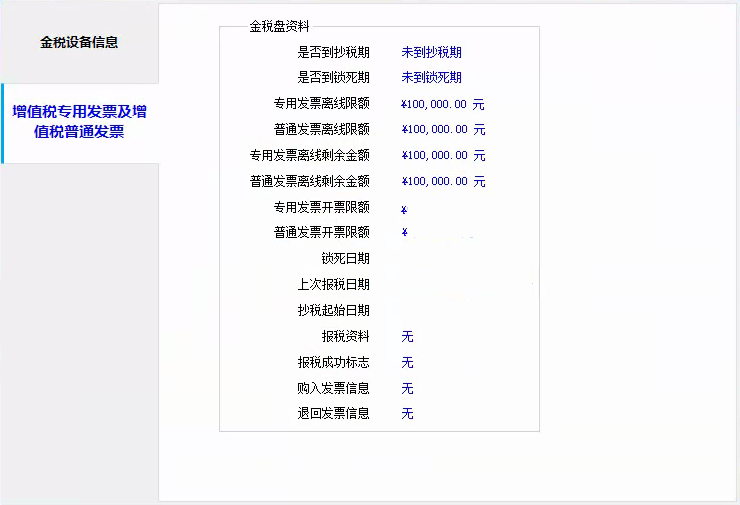 金税设备信息
增值税专用发票及增
值税普通发票
金税盘资料
是否到抄税期 未到抄税期
是否到锁死期 未到锁死期
专用发票离线限额 ¥100,000.00 元
普通发票离线限额 ¥100,000.00 元
专用发票离线剩余金额 ¥100,000.00 元
普通发票离线剩余金额 ¥100,000.00 元
专用发票开票限额 ¥
普通发票开票限额 ¥
锁死日期
上次报税日期
抄税起始日期
报税资料 无
报税成功标志 无
购入发票信息 无
退回发票信息 无